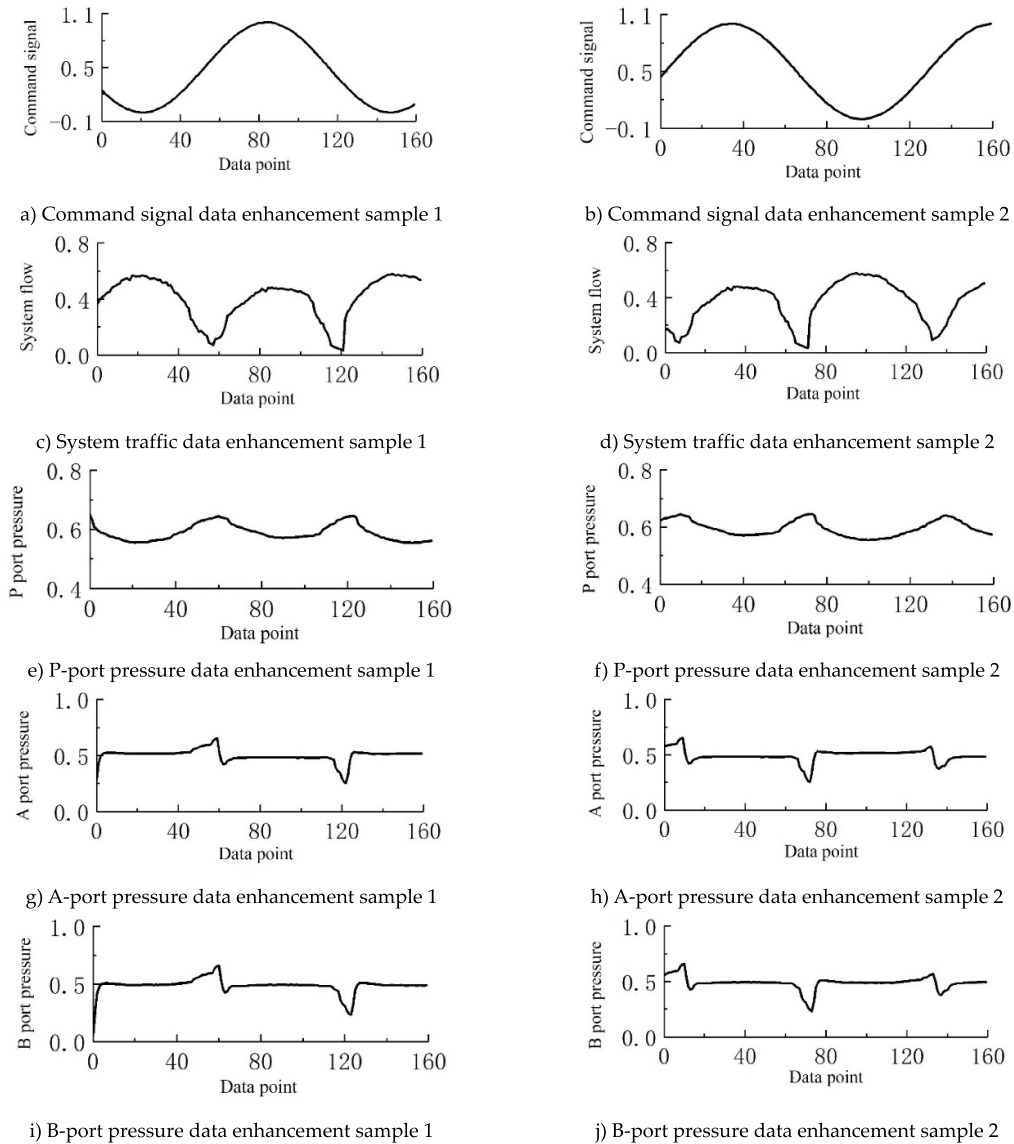 1.1
0.5
-0.1
Command signal
0 40 80 120 160
Data point
a) Command signal data enhancement sample 1
1.1
0.5
-0.1
Command signal
0 40 80 120 160
Data point
b) Command signal data enhancement sample 2
0.8
0.4
0.0
System flow
0 40 80 120 160
Data point
c) System traffic data enhancement sample 1
0.8
0.4
0.0
System flow
0 40 80 120 160
Data point
d) System traffic data enhancement sample 2
0.8
0.6
0.4
P port pressure
0 40 80 120 160
Data point
e) P-port pressure data enhancement sample 1
0.8
0.6
0.4
P port pressure
0 40 80 120 160
Data point
f) P-port pressure data enhancement sample 2
1.0
0.5
0.0
A port pressure
0 40 80 120 160
Data point
g) A-port pressure data enhancement sample 1
1.0
0.5
0.0
A port pressure
0 40 80 120 160
Data point
h) A-port pressure data enhancement sample 2
1.0
0.5
0.0
B port pressure
0 40 80 120 160
Data point
i) B-port pressure data enhancement sample 1
1.0
0.5
0.0
B port pressure
0 40 80 120 160
Data point
j) B-port pressure data enhancement sample 2